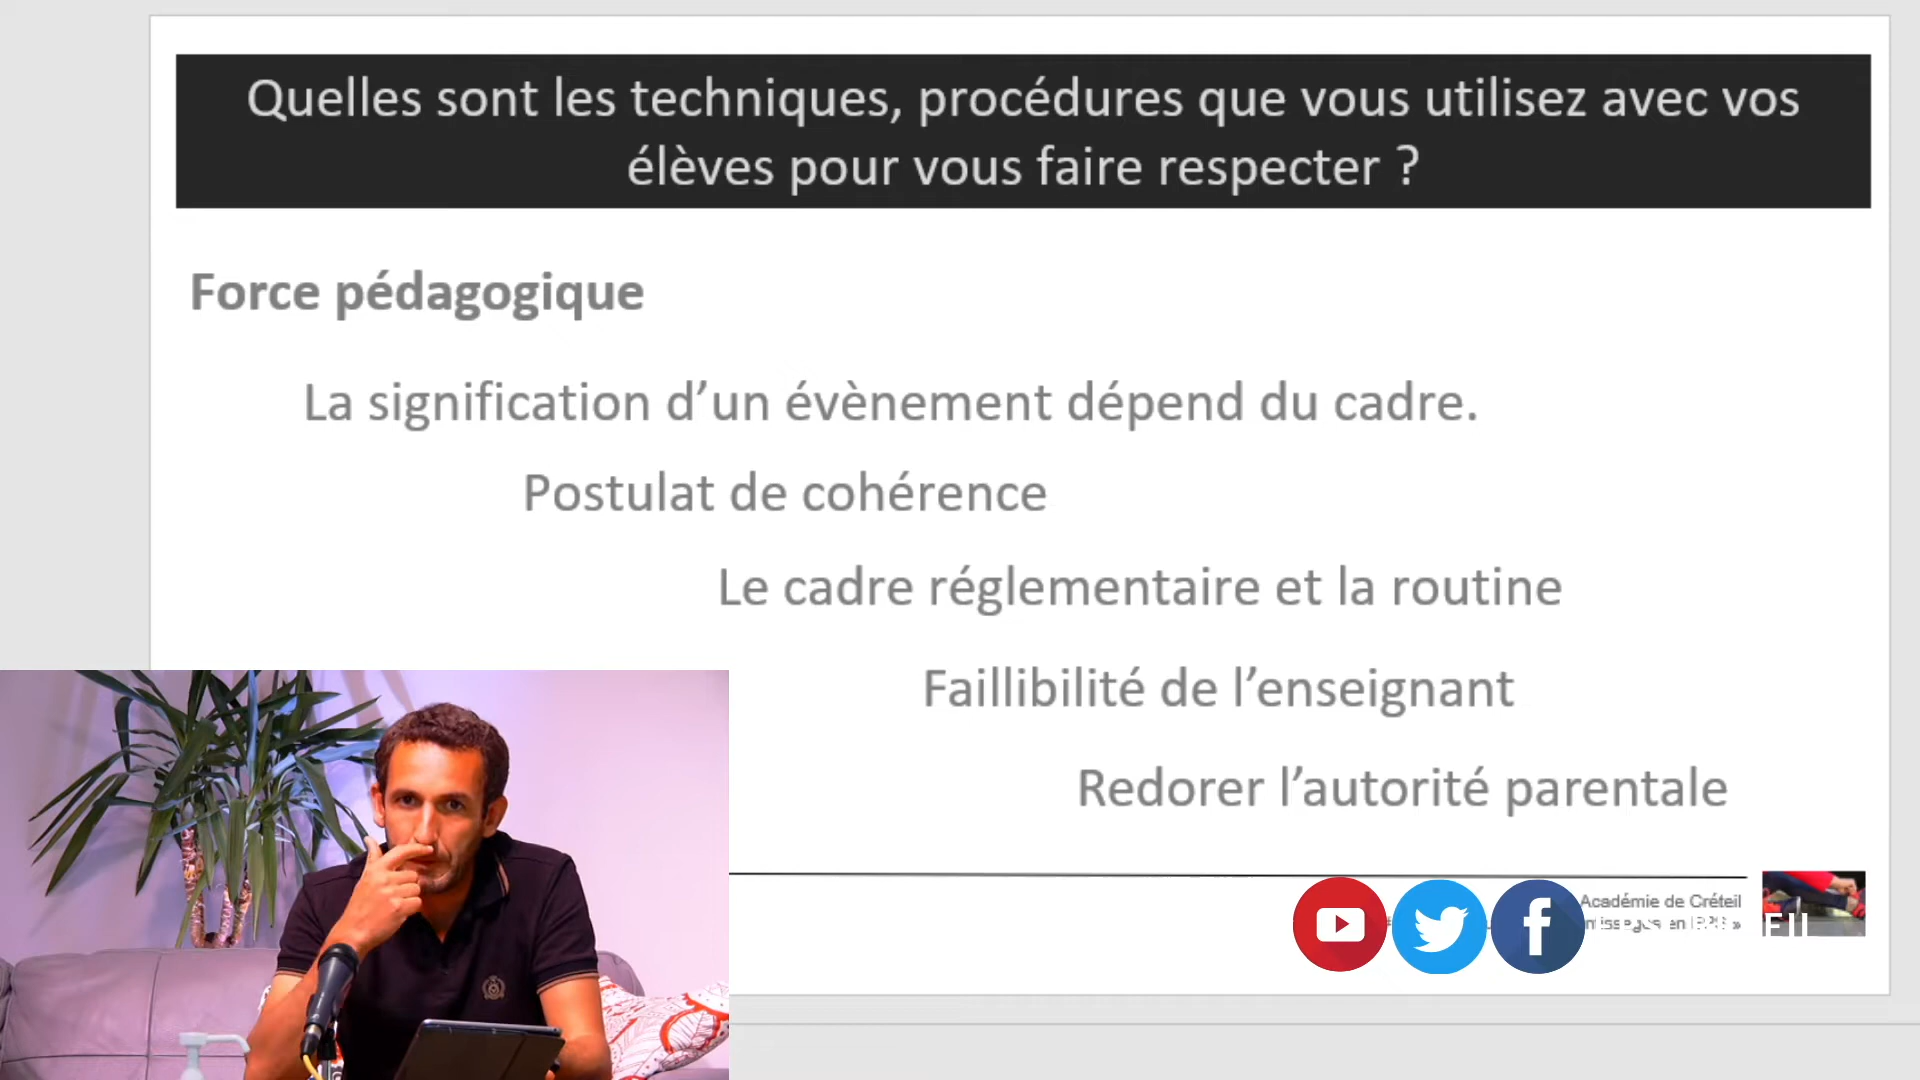 Quelles sont les techniques, procédures que vous utilisez avec vos
élèves pour vous faire respecter ?
Force pédagogique
La signification d’un évènement dépend du cadre.
Postulat de cohérence
Le cadre réglementaire et la routine
Faillibilité de l’enseignant
Redorer l’autorité parentale
Académie de Créteil
en EPS »